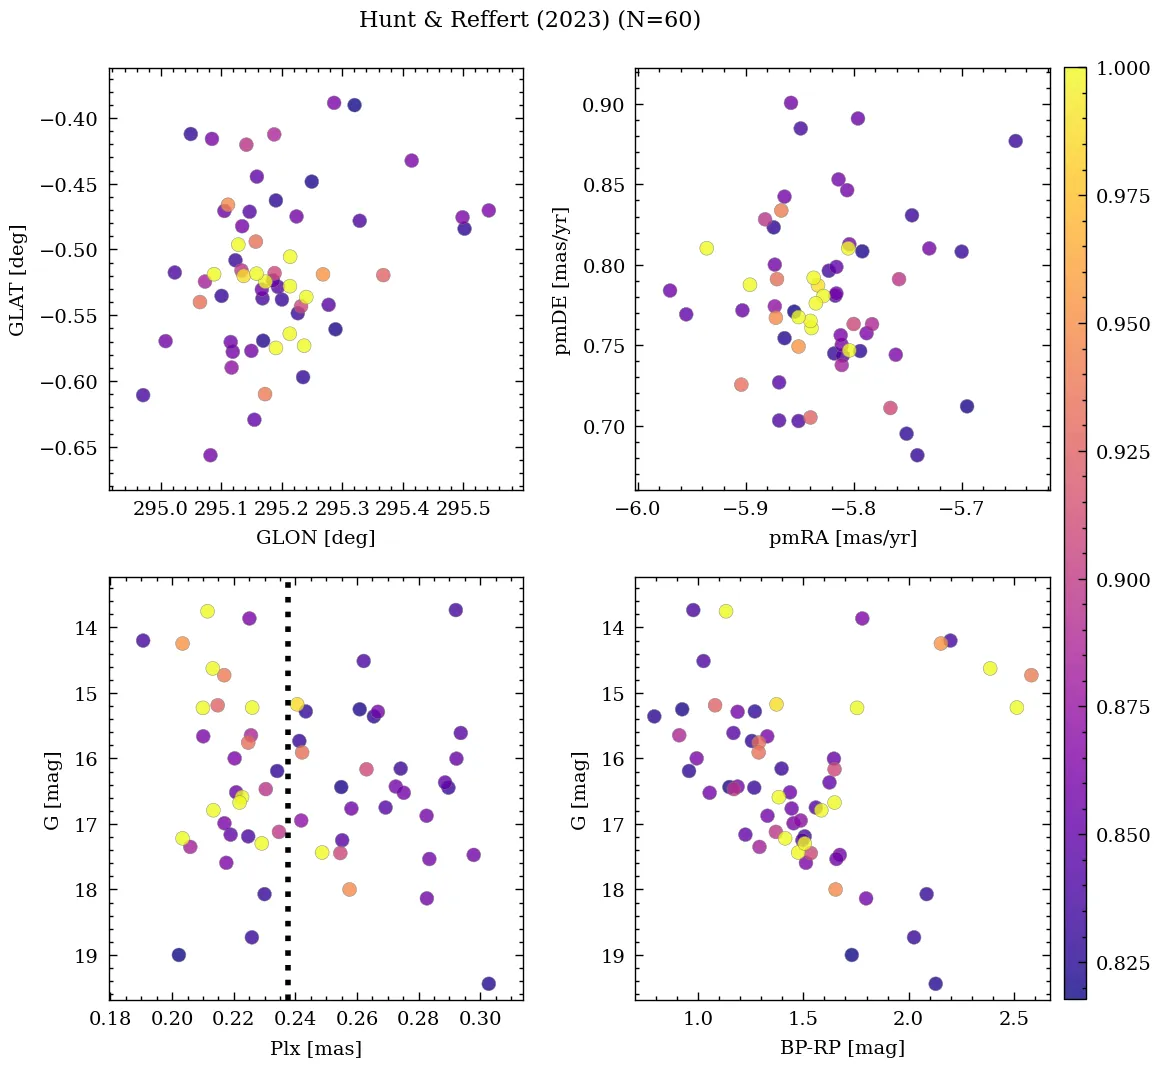 Hunt & Reffert (2023) (N=60)
−0.40
−0.45
−0.50
−0.55
−0.60
−0.65
GLAT [deg]
295.0 295.1 295.2 295.3 295.4 295.5
GLON [deg]
0.90
0.85
0.80
0.75
0.70
pmDE [mas/yr]
−6.0 −5.9 −5.8 −5.7
pmRA [mas/yr]
14
15
16
17
18
19
G [mag]
0.18 0.20 0.22 0.24 0.26 0.28 0.30
Plx [mas]
14
15
16
17
18
19
G [mag]
1.0 1.5 2.0 2.5
BP-RP [mag]
1.000
0.975
0.950
0.925
0.900
0.875
0.850
0.825